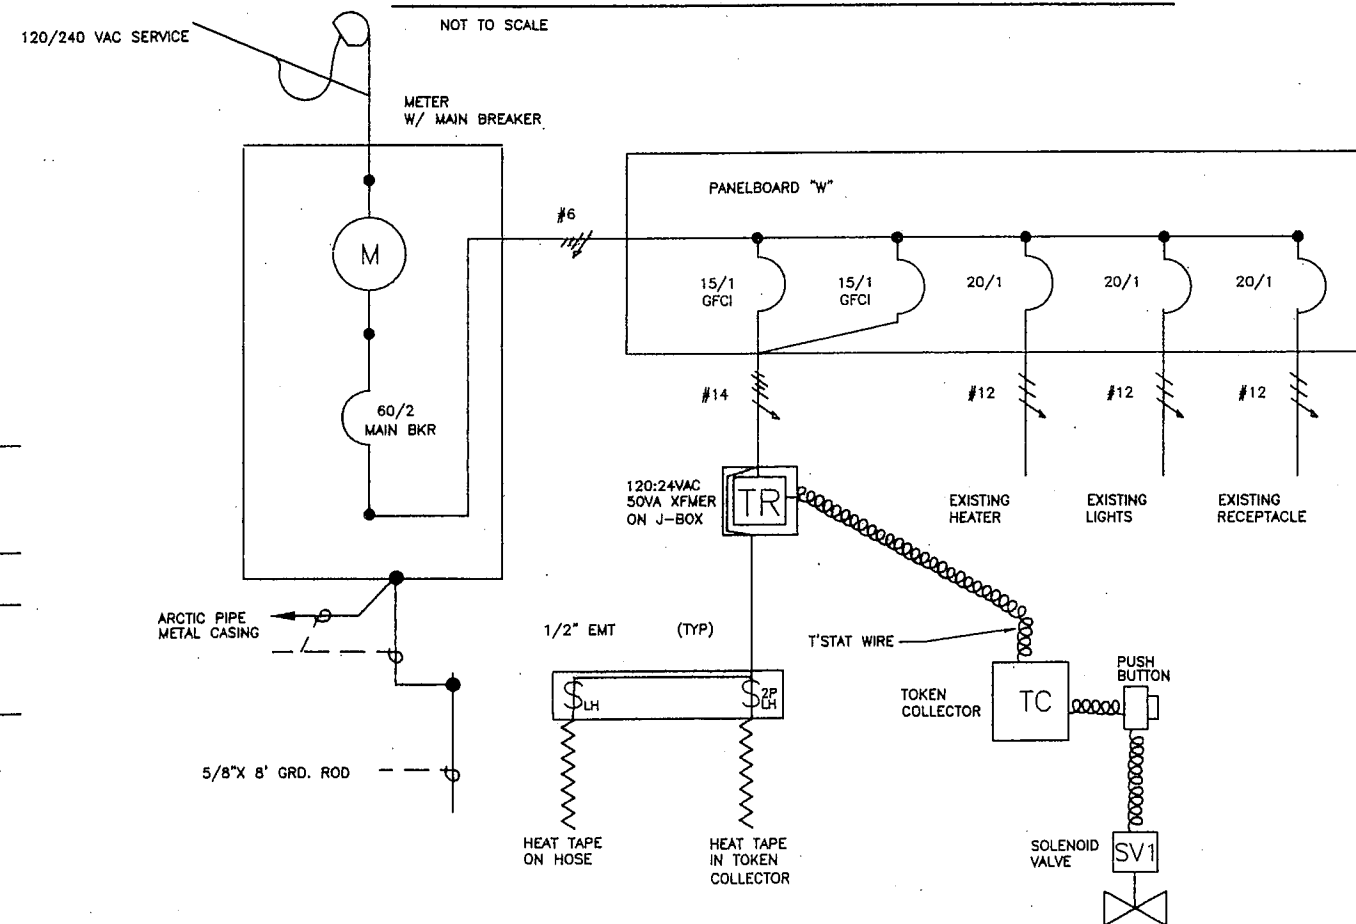 120/240 VAC SERVICE
NOT TO SCALE
METER
W/ MAIN BREAKER
PANELBOARD "W"
#6
M
15/1
GFCI
15/1
GFCI
20/1
20/1
20/1
60/2
MAIN BKR
#14
#12
#12
#12
120:24VAC
50VA XFMER
ON J-BOX
TR
EXISTING
HEATER
EXISTING
LIGHTS
EXISTING
RECEPTACLE
ARCTIC PIPE
METAL CASING
1/2" EMT (TYP)
T'STAT WIRE
PUSH
BUTTON
TOKEN
COLLECTOR
TC
$ LH
$ 2P
LH
5/8"X 8' GRD. ROD
HEAT TAPE
ON HOSE
HEAT TAPE
IN TOKEN
COLLECTOR
SOLENOID
VALVE
SV1